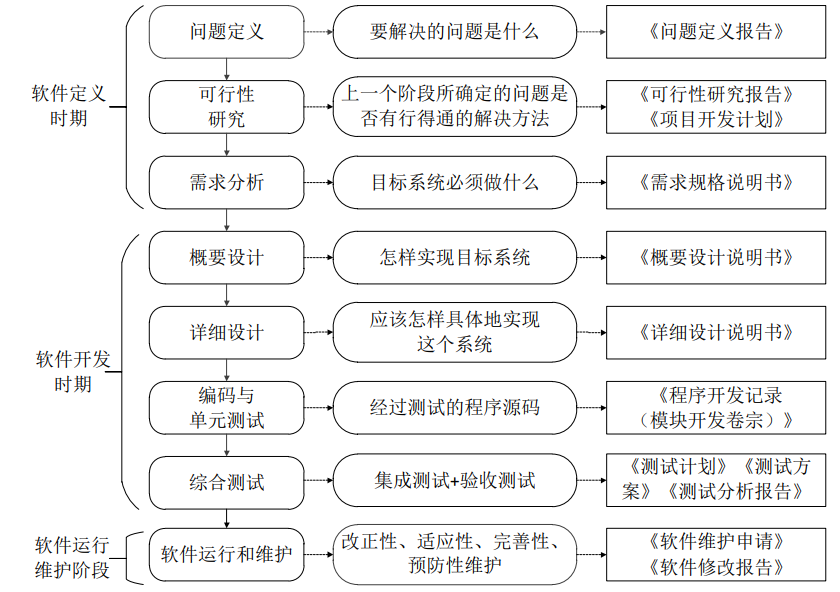 软件定义
时期
问题定义
要解决的问题是什么
《问题定义报告》
可行性
研究
上一个阶段所确定的问题是
否有行得通的解决方法
《可行性研究报告》
《项目开发计划》
需求分析
目标系统必须做什么
《需求规格说明书》
软件开发
时期
概要设计
怎样实现目标系统
《概要设计说明书》
详细设计
应该怎样具体地实现
这个系统
《详细设计说明书》
编码与
单元测试
经过测试的程序源码
《程序开发记录
（模块开发卷宗）》
综合测试
集成测试+验收测试
《测试计划》《测试方
案》《测试分析报告》
软件运行
维护阶段
软件运行和维护
改正性、适应性、完善性、
预防性维护
《软件维护申请》
《软件修改报告》